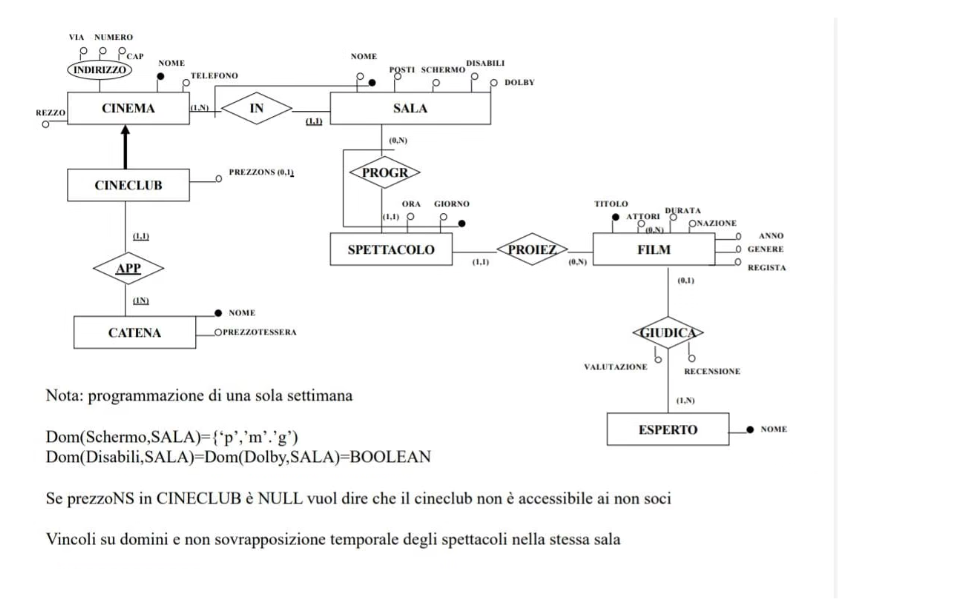 VIA NUMERO
CAP
INDIRIZZO
NOME
TELEFONO
REZZO
CINEMA
(1,N)
IN
(1,1)
NOME
POSTI SCHERMO
DISABILI
DOLBY
SALA
(0,N)
CINECLUB
PREZZONS (0,1)
PROGR
(1,1)
ORA GIORNO
SPETTACOLO
(1,1)
PROIEZ
(0,N)
TITOLO
ATTORI
(0,N)
DURATA
NAZIONE
ANNO
GENERE
REGISTA
FILM
(0,1)
(1,1)
APP
(1N)
CATENA
NOME
PREZZOTESSERA
GIUDICA
VALUTAZIONE
RECENSIONE
(1,N)
ESPERTO
NOME
Nota: programmazione di una sola settimana
Dom(Schermo,SALA)={‘p’,’m’.’g’)
Dom(Disabili,SALA)=Dom(Dolby,SALA)=BOOLEAN
Se prezzoNS in CINECLUB è NULL vuol dire che il cineclub non è accessibile ai non soci
Vincoli su domini e non sovrapposizione temporale degli spettacoli nella stessa sala